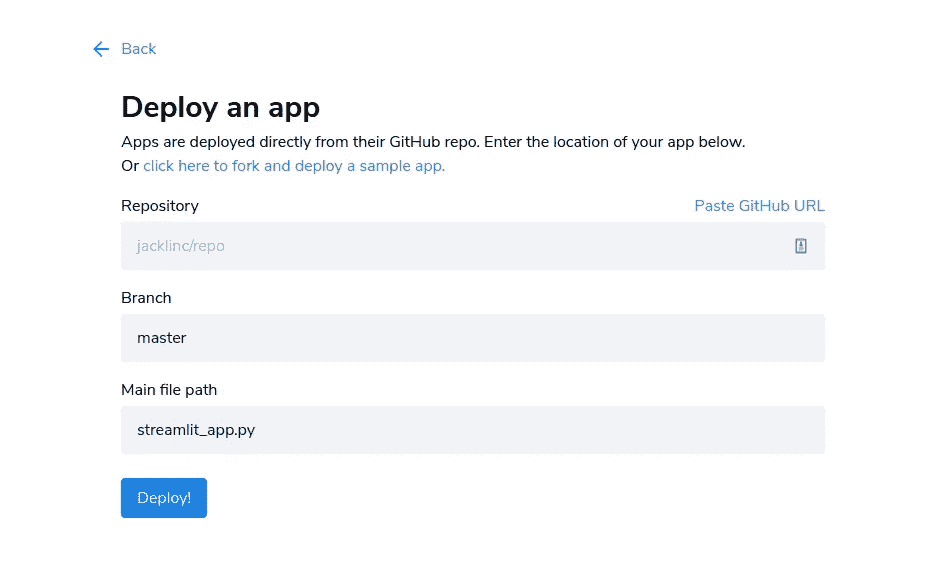 Back
Deploy an app
Apps are deployed directly from their GitHub repo. Enter the location of your app below.
Or click here to fork and deploy a sample app.
Repository Paste GitHub URL
jacklinc/repo
Branch
master
Main file path
streamlit_app.py
Deploy!